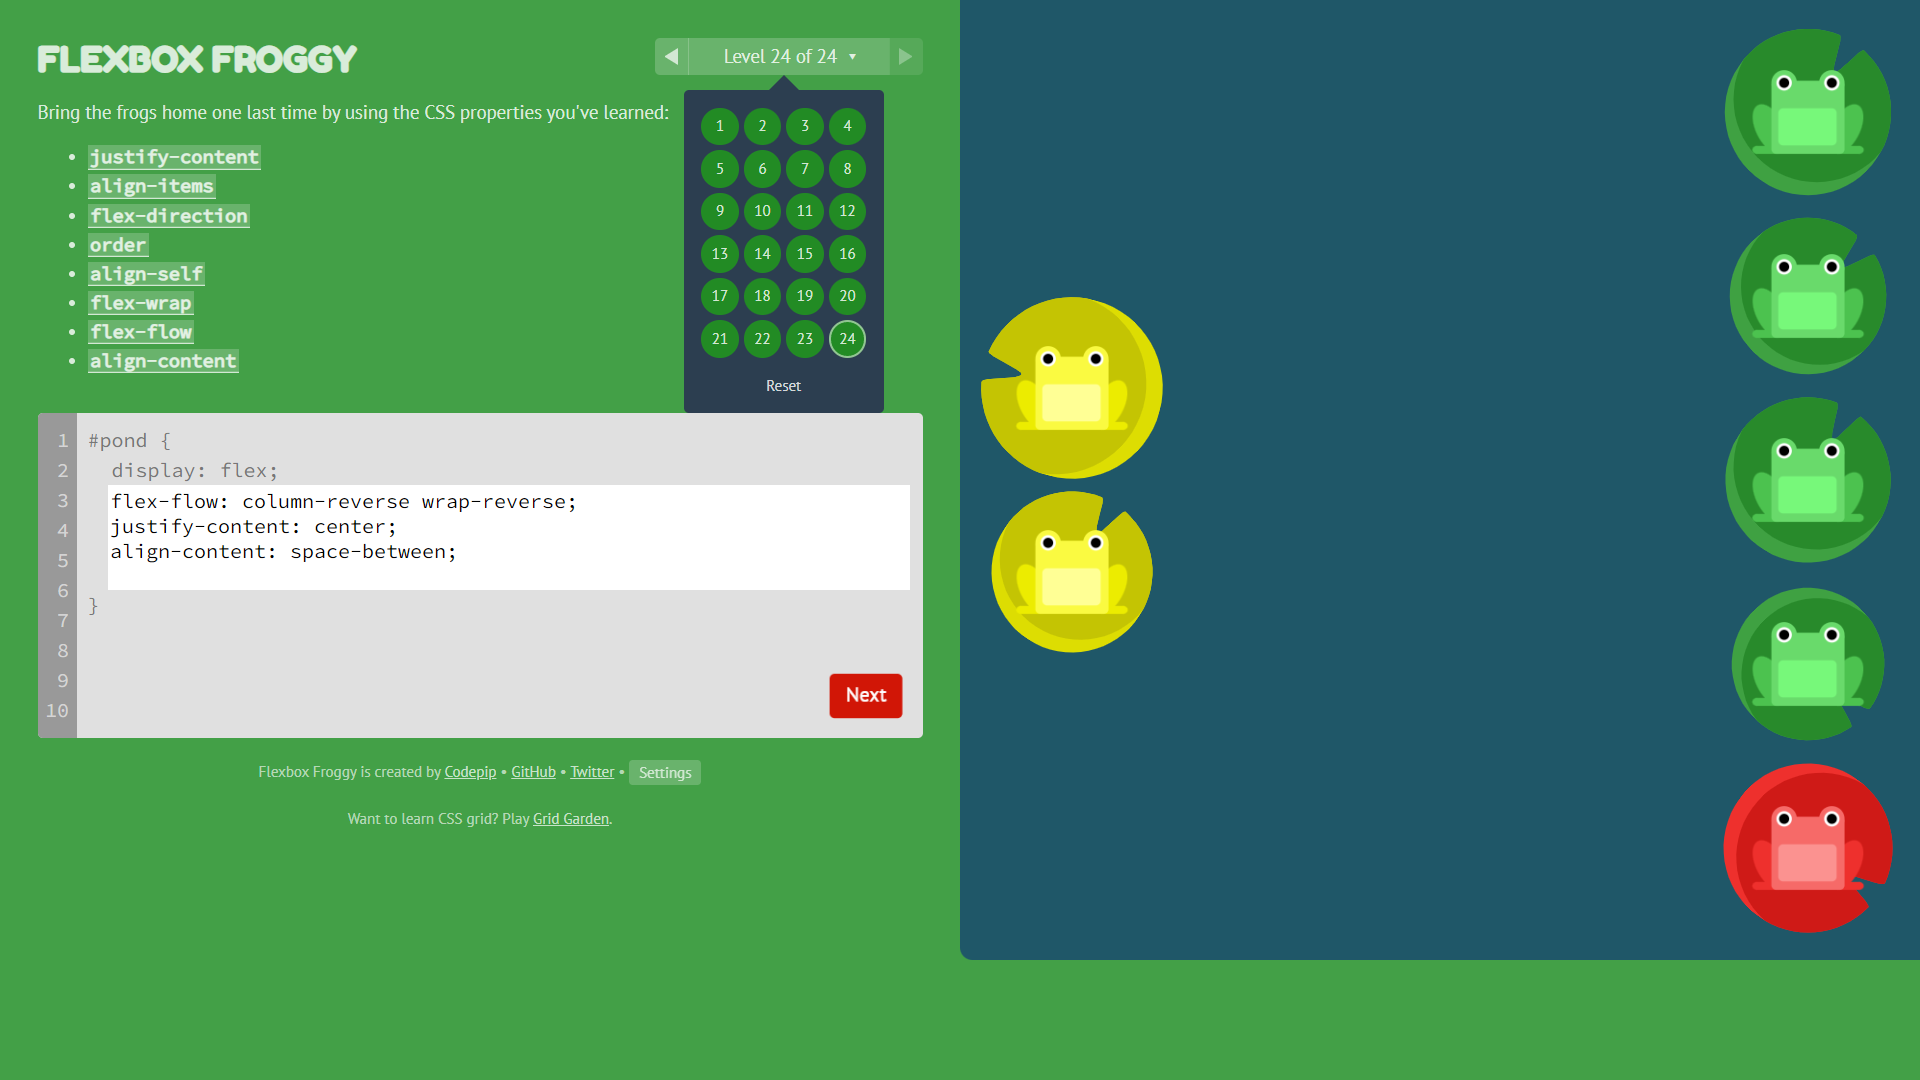 FLEXBOX FROGGY
Level 24 of 24 ▼
Bring the frogs home one last time by using the CSS properties you've learned:
• justify-content
• align-items
• flex-direction
• order
• align-self
• flex-wrap
• flex-flow
• align-content
1 2 3 4
5 6 7 8
9 10 11 12
13 14 15 16
17 18 19 20
21 22 23 24
Reset
1 #pond {
2 display: flex;
3 flex-flow: column-reverse wrap-reverse;
4 justify-content: center;
5 align-content: space-between;
6
7 }
8
9
10
Next
Flexbox Froggy is created by Codepip • GitHub • Twitter • Settings
Want to learn CSS grid? Play Grid Garden.